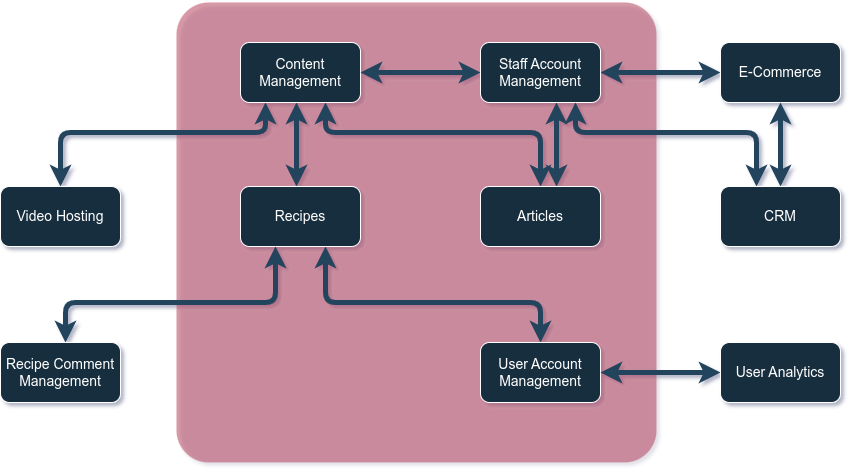 Content
Management
Staff Account
Management
E-Commerce
Video Hosting
Recipes
Articles
CRM
Recipe Comment
Management
User Account
Management
User Analytics